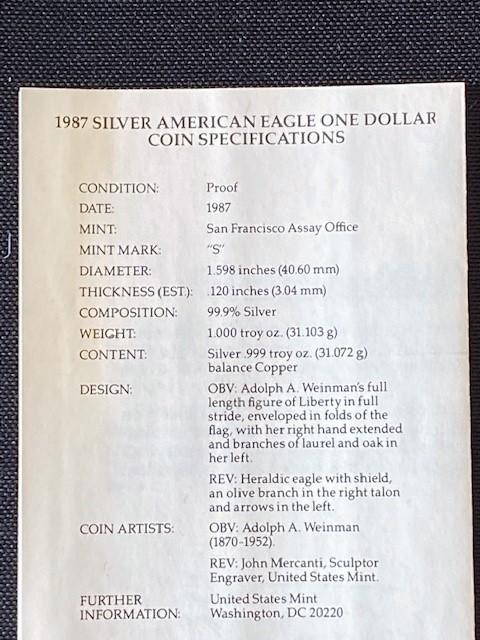 1987 SILVER AMERICAN EAGLE ONE DOLLAR
COIN SPECIFICATIONS
CONDITION: Proof
DATE: 1987
MINT: San Francisco Assay Office
MINT MARK: "S"
DIAMETER: 1.598 inches (40.60 mm)
THICKNESS (EST.): .120 inches (3.04 mm)
COMPOSITION: 99.9% Silver
WEIGHT: 1.000 troy oz. (31.103 g)
CONTENT: Silver .999 troy oz. (31.072 g)
balance Copper
DESIGN: OBV: Adolph A. Weinman's full
length figure of Liberty in full
stride, enveloped in folds of the
flag, with her right hand extended
and branches of laurel and oak in
her left.
REV: Heraldic eagle with shield,
an olive branch in the right talon
and arrows in the left.
COIN ARTISTS: OBV: Adolph A. Weinman
(1870-1952).
REV: John Mercanti, Sculptor
Engraver, United States Mint.
FURTHER United States Mint
INFORMATION: Washington, DC 20220